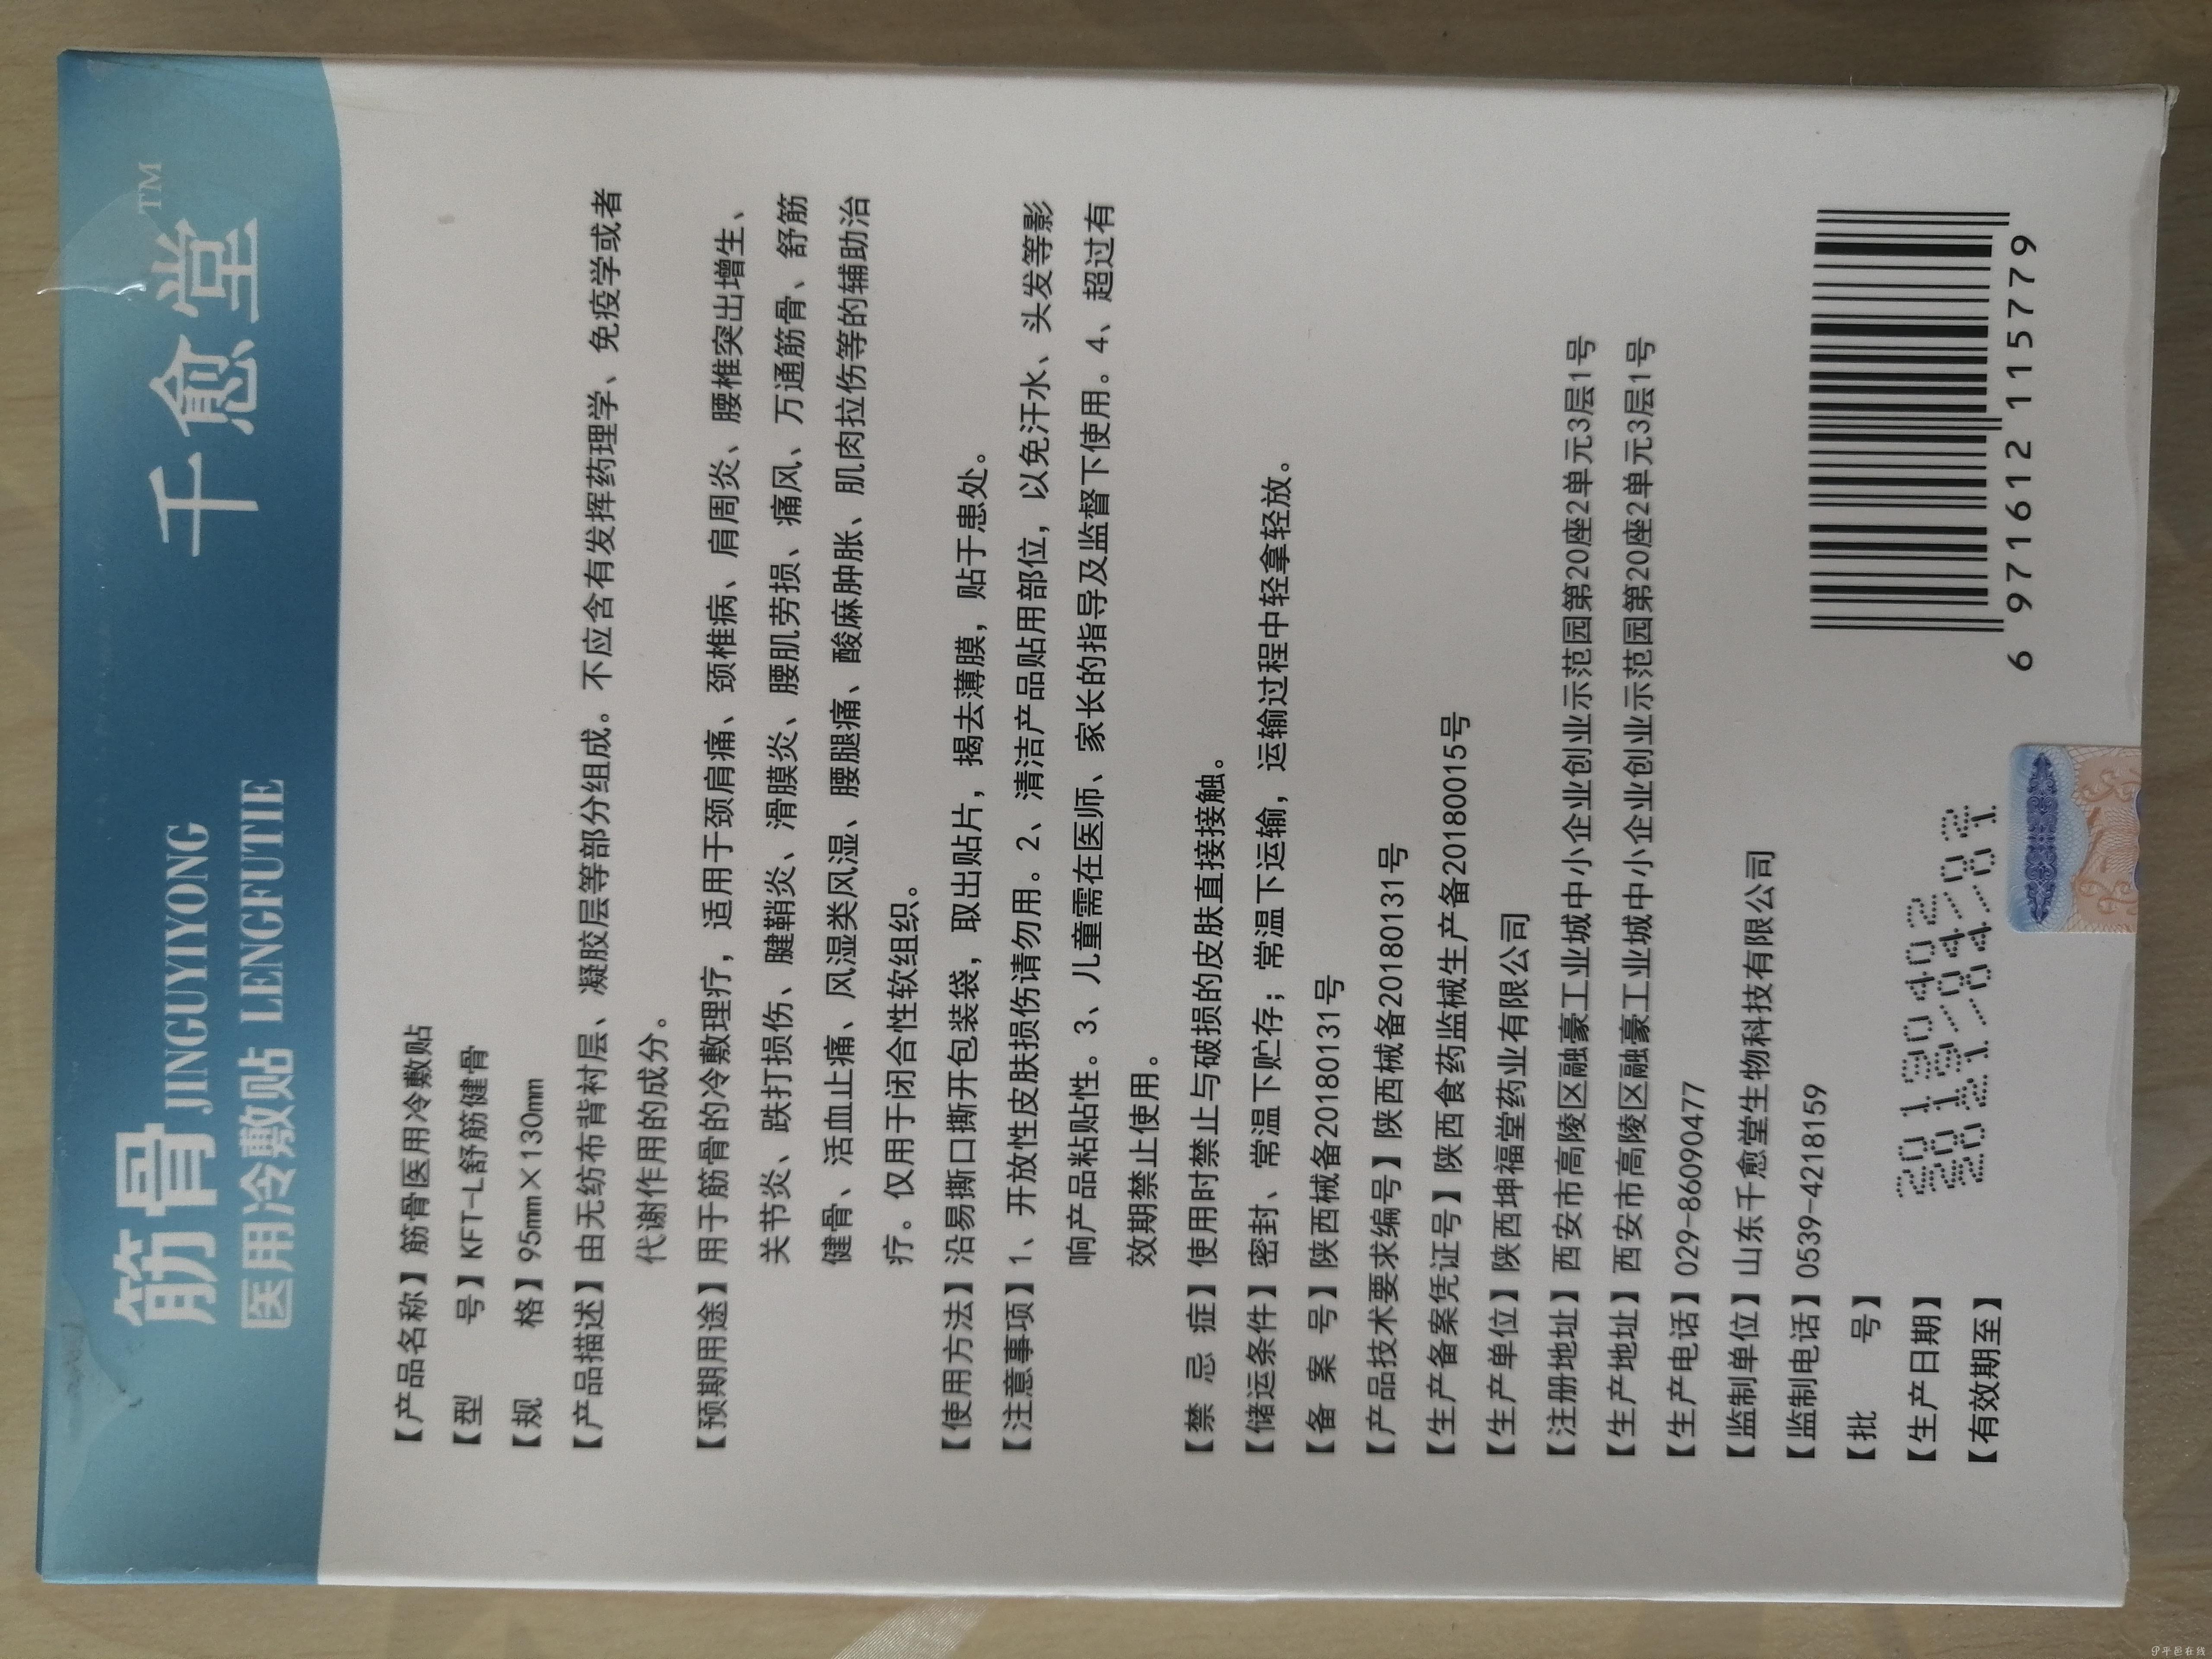 筋骨 JINGUYIYONG
医用冷敷贴 LENGFUTIE
千愈堂™
【产品名称】筋骨医用冷敷贴
【型 号】KFT-L舒筋健骨
【规 格】95mm×130mm
【产品描述】由无纺布背衬层、凝胶层等部分组成。不应含有发挥药理学、免疫学或者
代谢作用的成分。
【预期用途】用于筋骨的冷敷理疗，适用于颈肩痛、颈椎病、肩周炎、腰椎突出增生、
关节炎、跌打损伤、腱鞘炎、滑膜炎、腰肌劳损、痛风、万通筋骨、舒筋
健骨、活血止痛、风湿类风湿、腰腿痛、酸麻肿胀、肌肉拉伤等的辅助治
疗。仅用于闭合性软组织。
【使用方法】沿易撕口撕开包装袋，取出贴片，揭去薄膜，贴于患处。
【注意事项】1、开放性皮肤损伤请勿用。2、清洁产品贴用部位，以免汗水、头发等影
响产品粘贴性。3、儿童需在医师、家长的指导及监督下使用。4、超过有
效期禁止使用。
【禁 忌 症】使用时禁止与破损的皮肤直接接触。
【储运条件】密封、常温下贮存；常温下运输，运输过程中轻拿轻放。
【备 案 号】陕西械备20180131号
【产品技术要求编号】陕西械备20180131号
【生产备案凭证号】陕西食药监械生产备20180015号
【生产单位】陕西坤福堂药业有限公司
【注册地址】西安市高陵区融豪工业城中小企业创业示范园第20座2单元3层1号
【生产地址】西安市高陵区融豪工业城中小企业创业示范园第20座2单元3层1号
【生产电话】029-86090477
【监制单位】山东千愈堂生物科技有限公司
【监制电话】0539-4218159
【批 号】
【生产日期】
【有效期至】
20190402
6 971612 115779
平邑在线